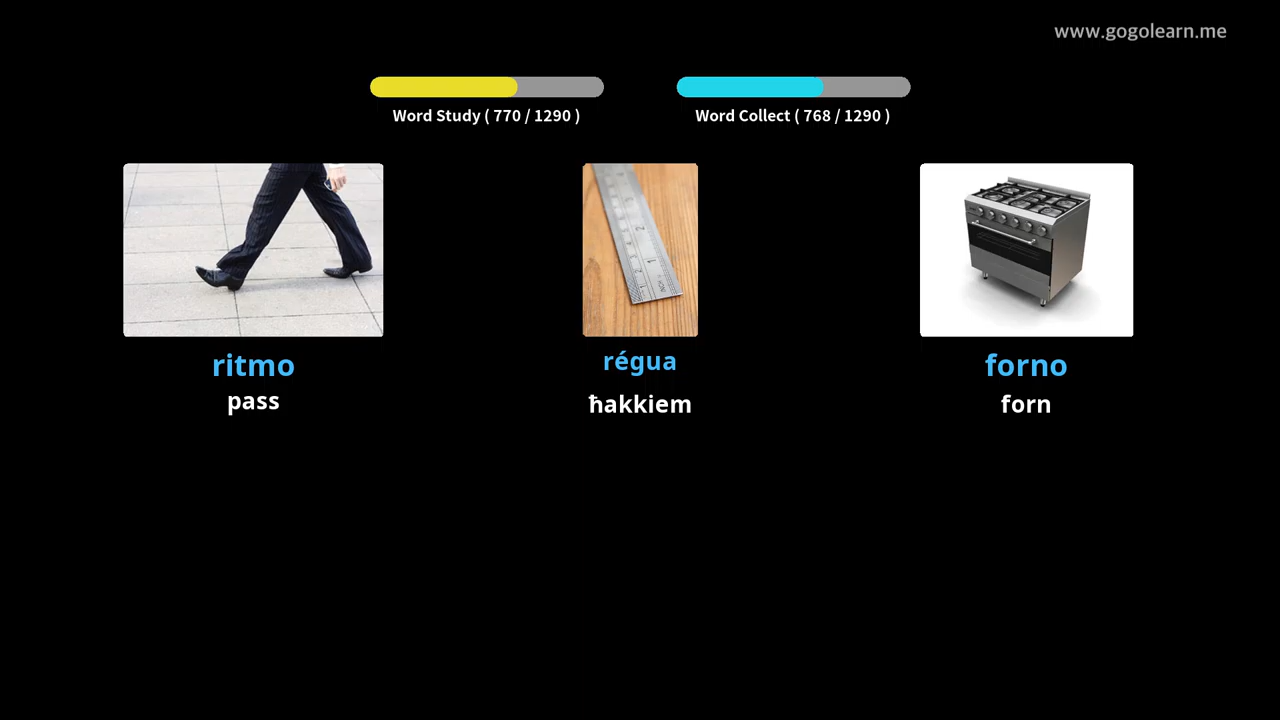 www.gogolearn.me
Word Study ( 770 / 1290 )
Word Collect ( 768 / 1290 )
ritmo
pass
régua
ħakkiem
forno
forn